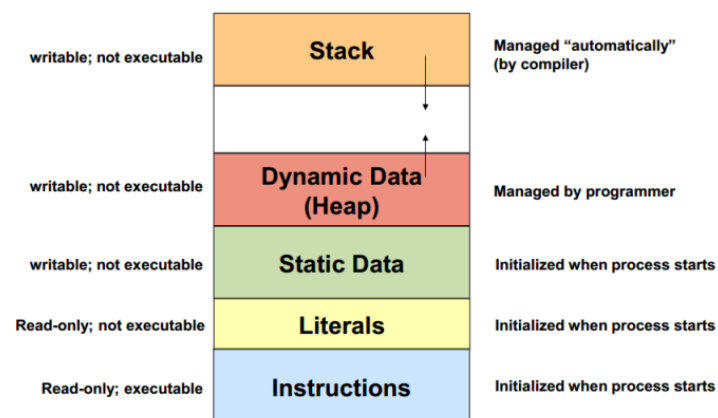 writable; not executable
Stack
Managed “automatically”
(by compiler)
writable; not executable
Dynamic Data
(Heap)
Managed by programmer
writable; not executable
Static Data
Initialized when process starts
Read-only; not executable
Literals
Initialized when process starts
Read-only; executable
Instructions
Initialized when process starts